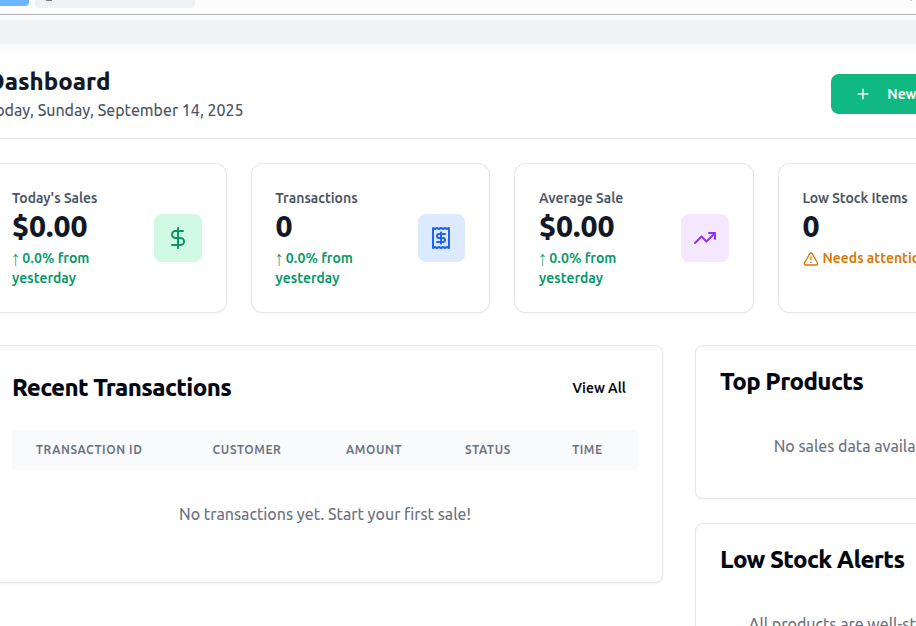 Dashboard
oday, Sunday, September 14, 2025
+ New
Today's Sales
$0.00
↑ 0.0% from
yesterday
Transactions
0
↑ 0.0% from
yesterday
Average Sale
$0.00
↑ 0.0% from
yesterday
Low Stock Items
0
Needs attentio
Recent Transactions
View All
TRANSACTION ID CUSTOMER AMOUNT STATUS TIME
No transactions yet. Start your first sale!
Top Products
No sales data availa
Low Stock Alerts
All products are well-st